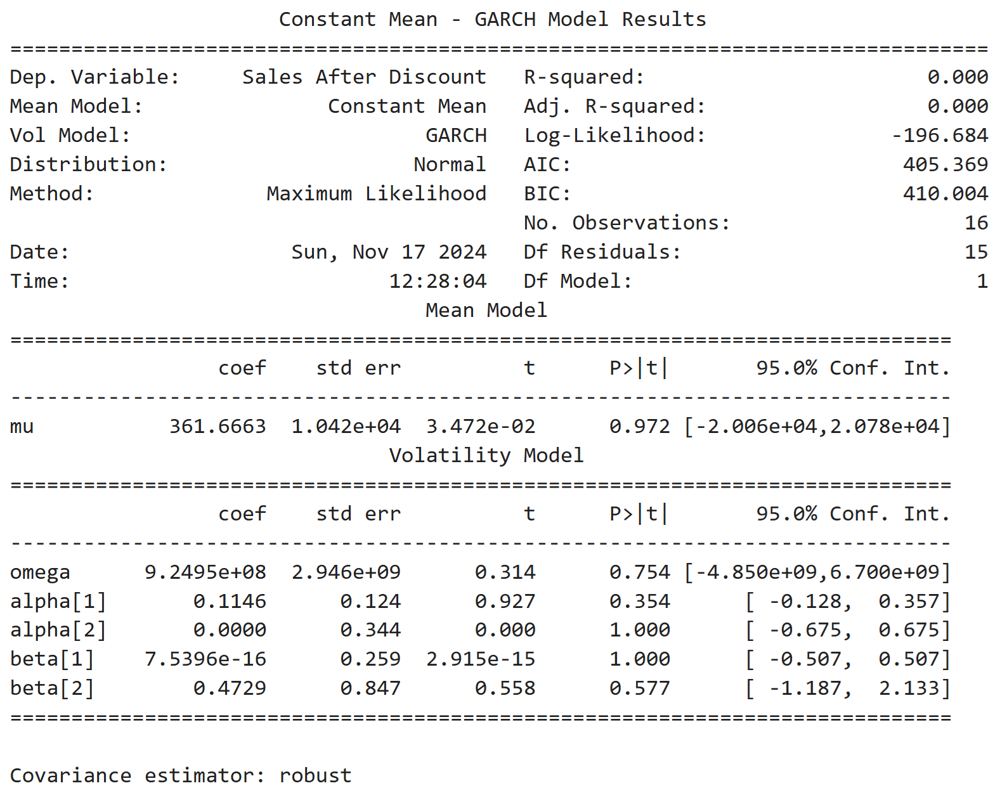 Constant Mean - GARCH Model Results
================================================================================
Dep. Variable:     Sales After Discount   R-squared:                       0.000
Mean Model:               Constant Mean   Adj. R-squared:                  0.000
Vol Model:                        GARCH   Log-Likelihood:               -196.684
Distribution:                    Normal   AIC:                           405.369
Method:              Maximum Likelihood   BIC:                           410.004
                                          No. Observations:                   16
Date:                  Sun, Nov 17 2024   Df Residuals:                       15
Time:                          12:28:04   Df Model:                            1
                                  Mean Model
=============================================================================
                 coef    std err          t      P>|t|       95.0% Conf. Int.
-----------------------------------------------------------------------------
mu           361.6663  1.042e+04  3.472e-02      0.972 [-2.006e+04,2.078e+04]
                               Volatility Model
=============================================================================
                 coef    std err          t      P>|t|       95.0% Conf. Int.
-----------------------------------------------------------------------------
omega      9.2495e+08  2.946e+09      0.314      0.754 [-4.850e+09,6.700e+09]
alpha[1]       0.1146      0.124      0.927      0.354      [ -0.128,  0.357]
alpha[2]       0.0000      0.344      0.000      1.000      [ -0.675,  0.675]
beta[1]    7.5396e-16      0.259  2.915e-15      1.000      [ -0.507,  0.507]
beta[2]        0.4729      0.847      0.558      0.577      [ -1.187,  2.133]
=============================================================================
Covariance estimator: robust